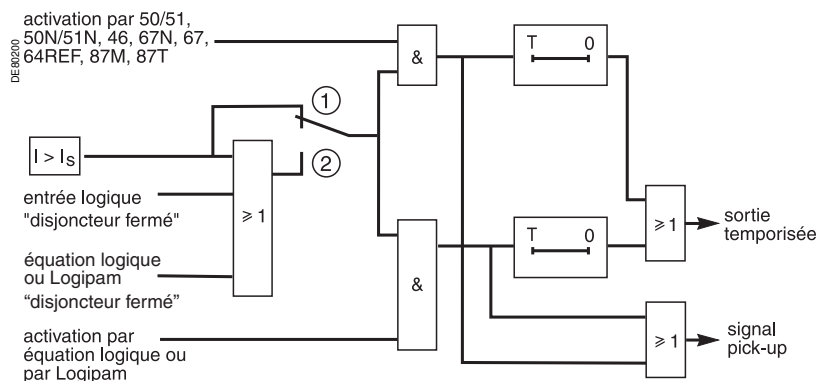 activation par 50/51,
50N/51N, 46, 67N, 67,
64REF, 87M, 87T
DE80200
&
T 0
1
I > Is
2
entrée logique
"disjoncteur fermé"
≥ 1
≥ 1
sortie
temporisée
T 0
équation logique
ou Logipam
“disjoncteur fermé”
&
activation par
équation logique ou
par Logipam
≥ 1
signal
pick-up